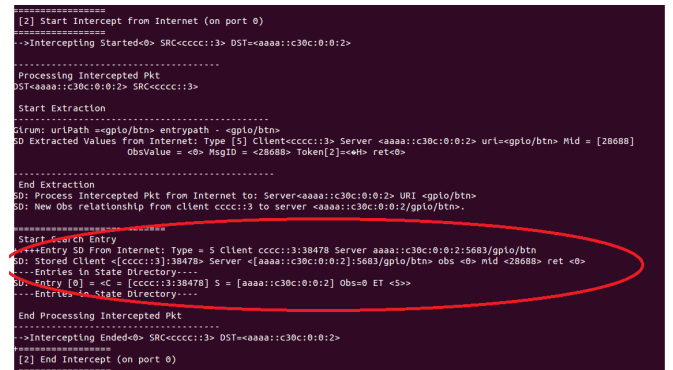 ==================
[2] Start Intercept from Internet (on port 0)
==================
-->Intercepting Started<0> SRC<cccc::3> DST=<aaaa::c30c:0:0:2>
--------------------------------------
Processing Intercepted Pkt
DST<aaaa::c30c:0:0:2> SRC<cccc::3>
Start Extraction
-----------------------------------------------
Girum: uriPath =<gpio/btn> entrypath - <gpio/btn>
SD Extracted Values from Internet: Type [5] Client<cccc::3> Server <aaaa::c30c:0:0:2> uri=<gpio/btn> Mid = [28688]
ObsValue = <0> MsgID = <28688> Token[2]=<�H> ret<0>
------------------------------------------------
End Extraction
SD: Process Intercepted Pkt from Internet to: Server<aaaa::c30c:0:0:2> URI <gpio/btn>
SD: New Obs relationship from client cccc::3 to server <aaaa::c30c:0:0:2/gpio/btn>.
============================
Start Search Entry
+++++Entry SD From Internet: Type = 5 Client cccc::3:38478 Server aaaa::c30c:0:0:2:5683/gpio/btn
SD: Stored Client <[cccc::3]:38478> Server <[aaaa::c30c:0:0:2]:5683/gpio/btn> obs <0> mid <28688> ret <0>
----Entries in State Directory----
SD: Entry [0] = <C = [cccc::3:38478] S = [aaaa::c30c:0:0:2] Obs=0 ET <5>>
----Entries in State Directory----
End Processing Intercepted Pkt
--------------------------------------
-->Intercepting Ended<0> SRC<cccc::3> DST=<aaaa::c30c:0:0:2>
+==================
[2] End Intercept (on port 0)
==================